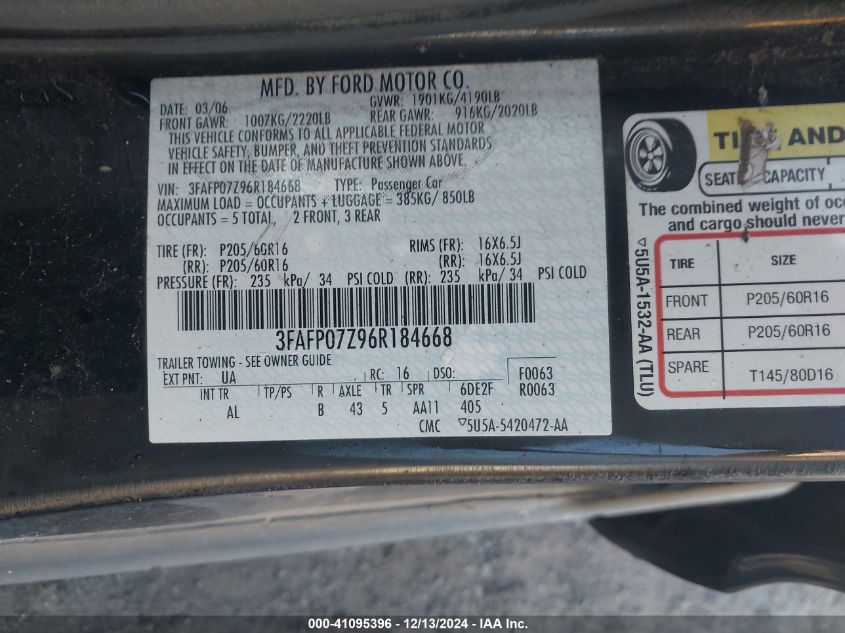 MFD. BY FORD MOTOR CO.
DATE: 03/06 GVWR: 1901KG/4190LB
FRONT GAWR: 1007KG/2220LB REAR GAWR: 916KG/2020LB
THIS VEHICLE CONFORMS TO ALL APPLICABLE FEDERAL MOTOR
VEHICLE SAFETY, BUMPER, AND THEFT PREVENTION STANDARDS
IN EFFECT ON THE DATE OF MANUFACTURE SHOWN ABOVE.
VIN: 3FAFP07Z96R184668 TYPE: Passenger Car
MAXIMUM LOAD = OCCUPANTS + LUGGAGE = 385KG/ 850LB
OCCUPANTS = 5 TOTAL, 2 FRONT, 3 REAR
TIRE (FR): P205/60R16 RIMS (FR): 16X6.5J
(RR): P205/60R16 (RR): 16X6.5J
PRESSURE (FR): 235 kPa/ 34 PSI COLD (RR): 235 kPa/ 34 PSI COLD
3FAFP07Z96R184668
TRAILER TOWING - SEE OWNER GUIDE
EXT PNT: UA RC: 16 DSO: F0063
R0063
INT TR TP/PS R AXLE TR SPR 6DE2F
AL B 43 5 AA11 405
CMC ▽5U5A-5420472-AA
AND
SEAT CAPACITY
The combined weight of occ
and cargo should never
▽5U5A-1532-AA (TLU)
TIRE SIZE
FRONT P205/60R16
REAR P205/60R16
SPARE T145/80D16
000-41095396 - 12/13/2024 - IAA Inc.